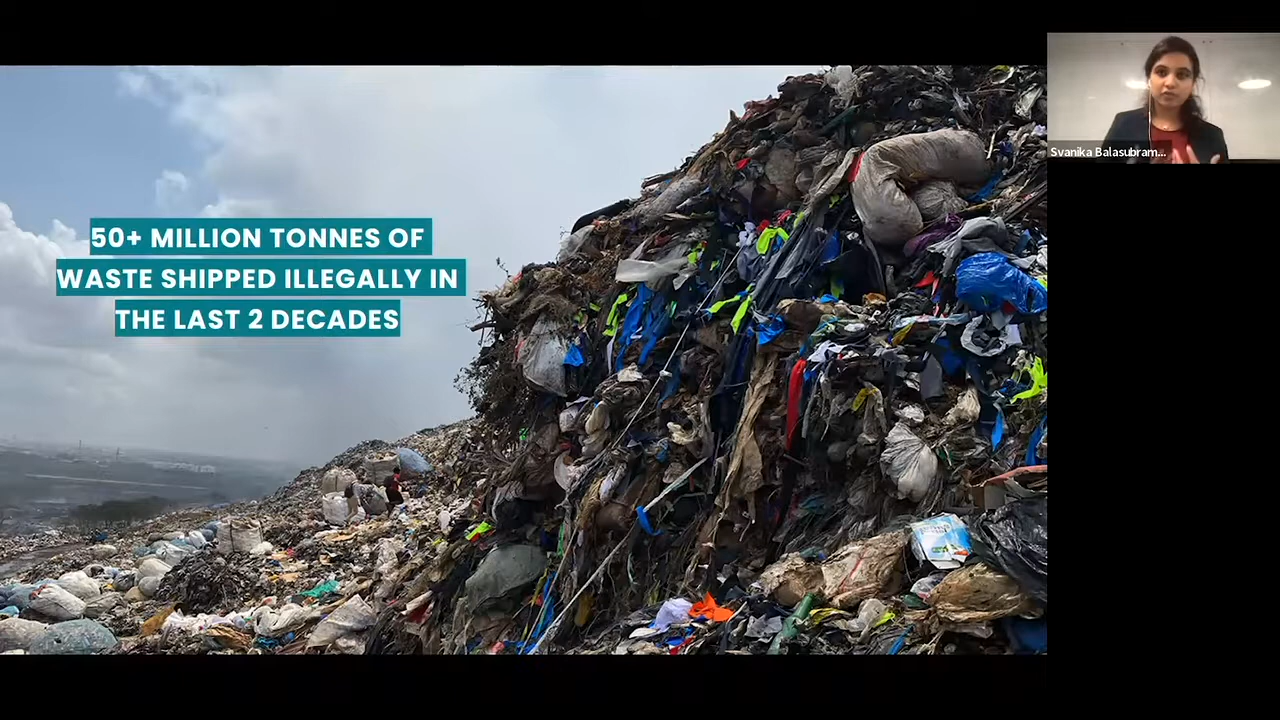 50+ MILLION TONNES OF
WASTE SHIPPED ILLEGALLY IN
THE LAST 2 DECADES
Svanika Balasubram...